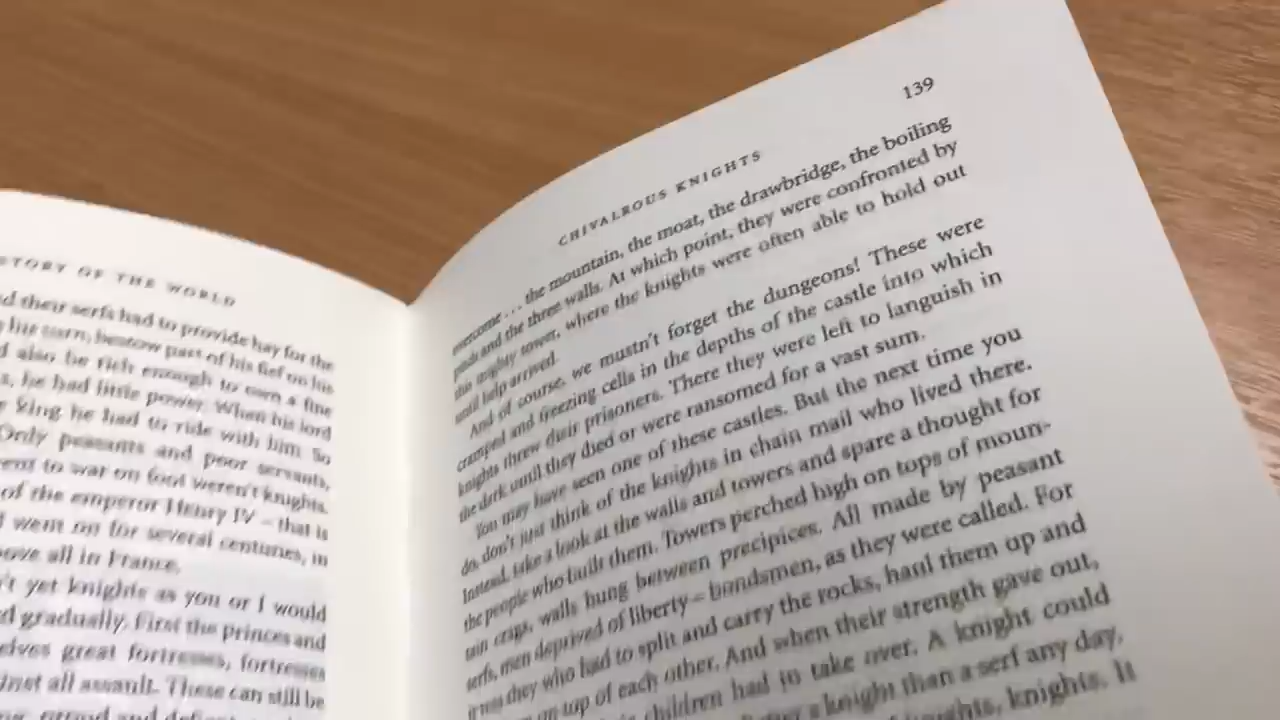 STORY OF THE WORLD
d their serfs had to provide hay for the
his turn, bestow part of his fief on his
also be rich enough to own a fine
s, he had little power. When his lord
king he had to ride with him. So
Only peasants and poor servants,
ent to war on foot weren't knights.
of the emperor Henry IV – that is
went on for several centuries, in
ove all in France.
't yet knights as you or I would
d gradually. First the princes and
elves great fortresses, fortresses
inst all assault. These can still be
proud and
139
CHIVALROUS KNIGHTS
overcome ... the mountain, the moat, the drawbridge, the boiling
and the three walls. At which point, they were confronted by
this mighty town, where the knights were often able to hold out
until help arrived.
And of course, we mustn't forget the dungeons! These were
cramped and freezing cells in the depths of the castle into which
knights threw their prisoners. There they were left to languish in
the dark until they died or were ransomed for a vast sum.
You may have seen one of these castles. But the next time you
do, don't just think of the knights in chain mail who lived there.
Instead, take a look at the walls and towers and spare a thought for
the people who built them. Towers perched high on tops of moun-
tain crags, walls hung between precipices. All made by peasant
serfs, men deprived of liberty – bondsmen, as they were called. For
it was they who had to split and carry the rocks, haul them up and
on top of each other. And when their strength gave out,
children had to take over. A knight could
a knight than a serf any day,
knights. It